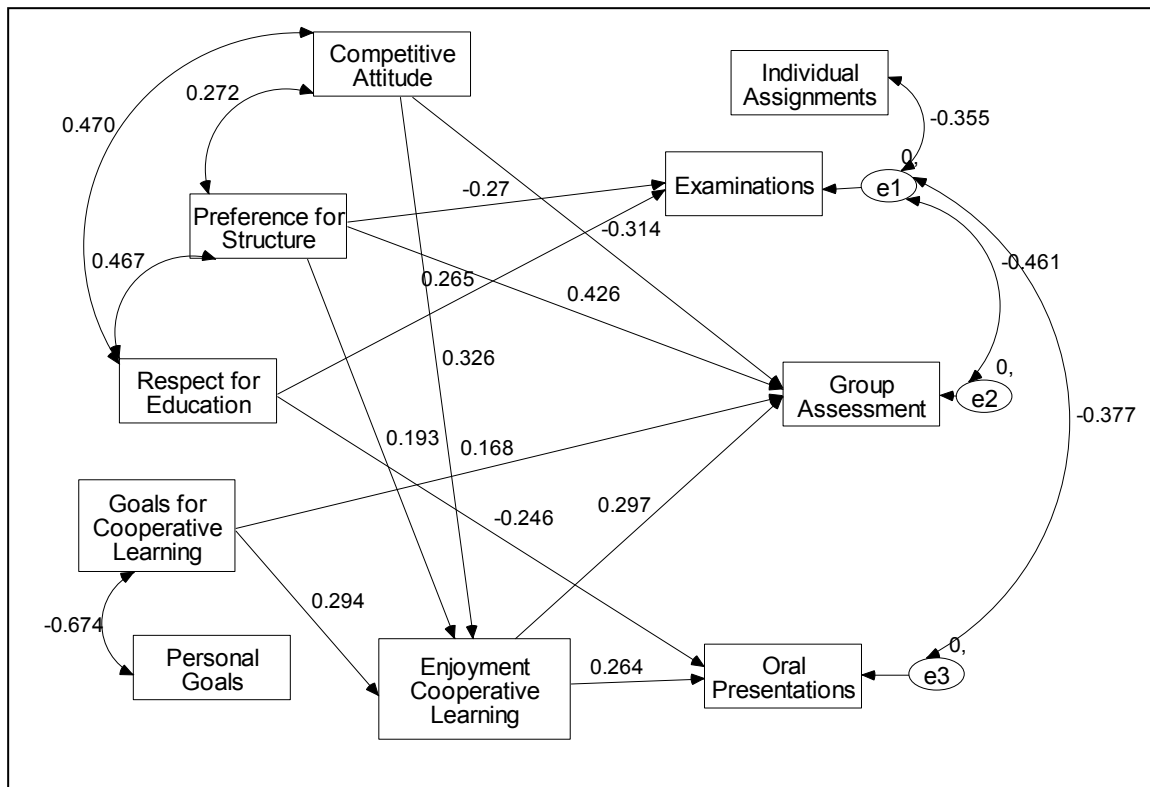 Competitive
Attitude
Individual
Assignments
0.272
-0.355
0.470
0,
Examinations
e1
-0.27
Preference for
Structure
-0.314
0.467
0.265
0.426
-0.461
0.326
Respect for
Education
Group
Assessment
0,
e2
-0.377
0.193
0.168
Goals for
Cooperative
Learning
-0.246
0.297
0.294
-0.674
Personal
Goals
Enjoyment
Cooperative
Learning
0.264
Oral
Presentations
0,
e3